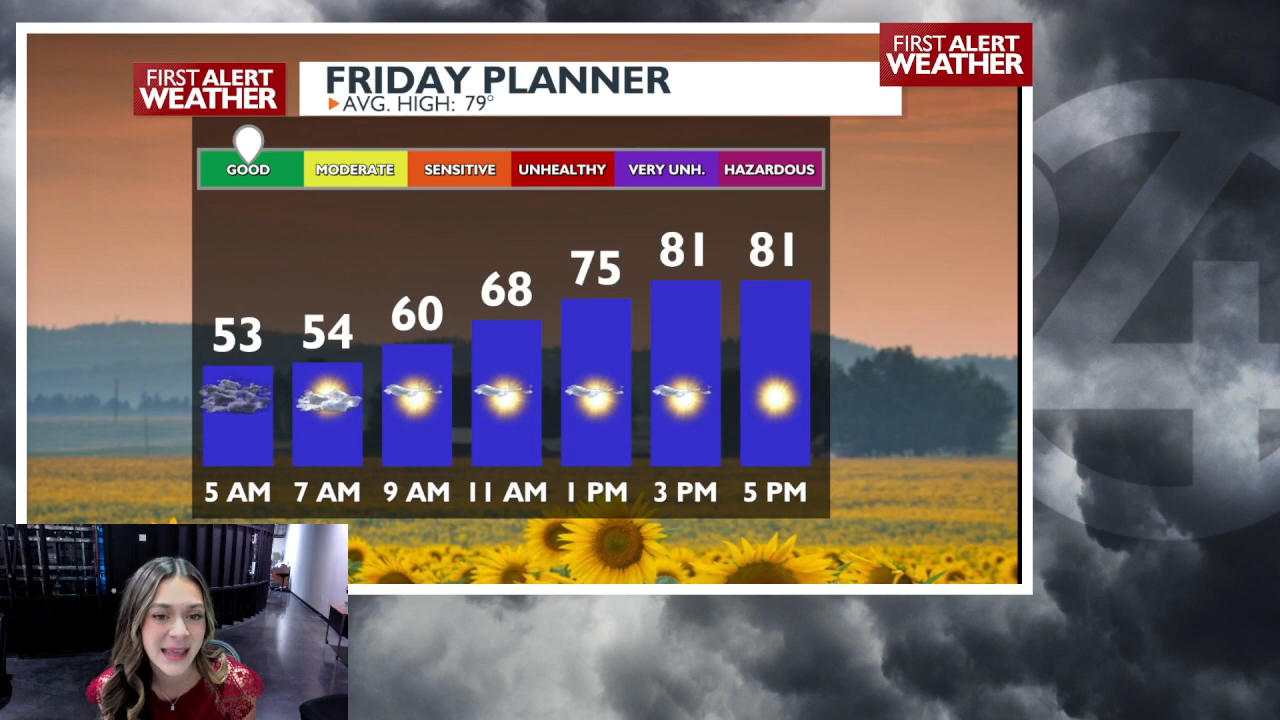 FIRST ALERT
WEATHER
FIRST ALERT
WEATHER
FRIDAY PLANNER
AVG. HIGH: 79°
GOOD MODERATE SENSITIVE UNHEALTHY VERY UNH. HAZARDOUS
53 54 60 68 75 81 81
5 AM 7 AM 9 AM 11 AM 1 PM 3 PM 5 PM
4